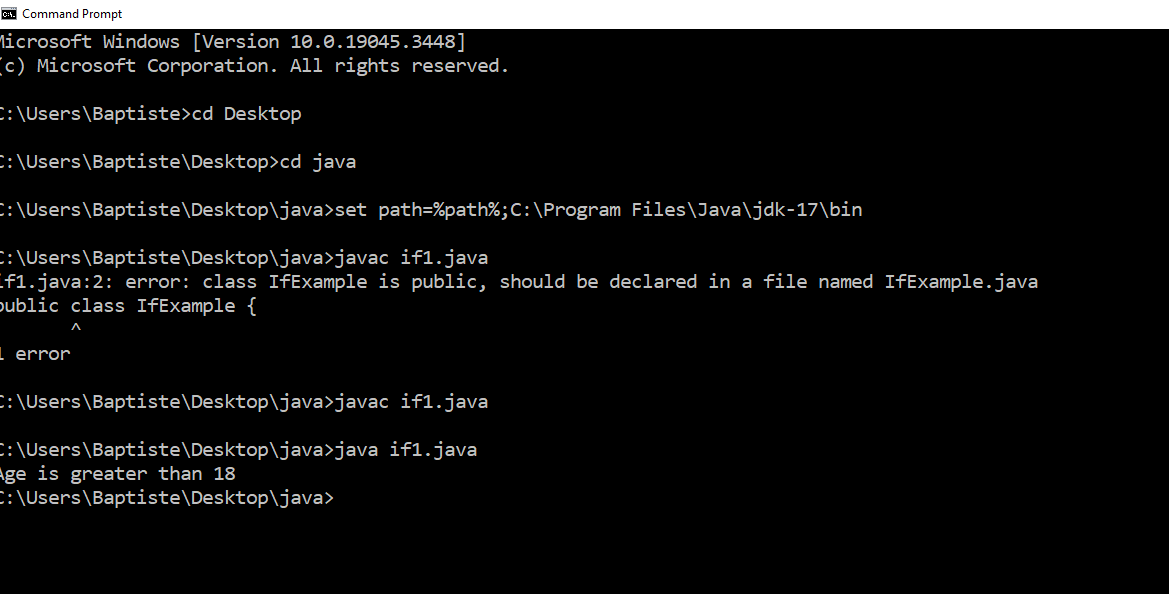 Command Prompt
Microsoft Windows [Version 10.0.19045.3448]
(c) Microsoft Corporation. All rights reserved.
C:\Users\Baptiste>cd Desktop
C:\Users\Baptiste\Desktop>cd java
C:\Users\Baptiste\Desktop\java>set path=%path%;C:\Program Files\Java\jdk-17\bin
C:\Users\Baptiste\Desktop\java>javac if1.java
if1.java:2: error: class IfExample is public, should be declared in a file named IfExample.java
public class IfExample {
^
1 error
C:\Users\Baptiste\Desktop\java>javac if1.java
C:\Users\Baptiste\Desktop\java>java if1.java
Age is greater than 18
C:\Users\Baptiste\Desktop\java>